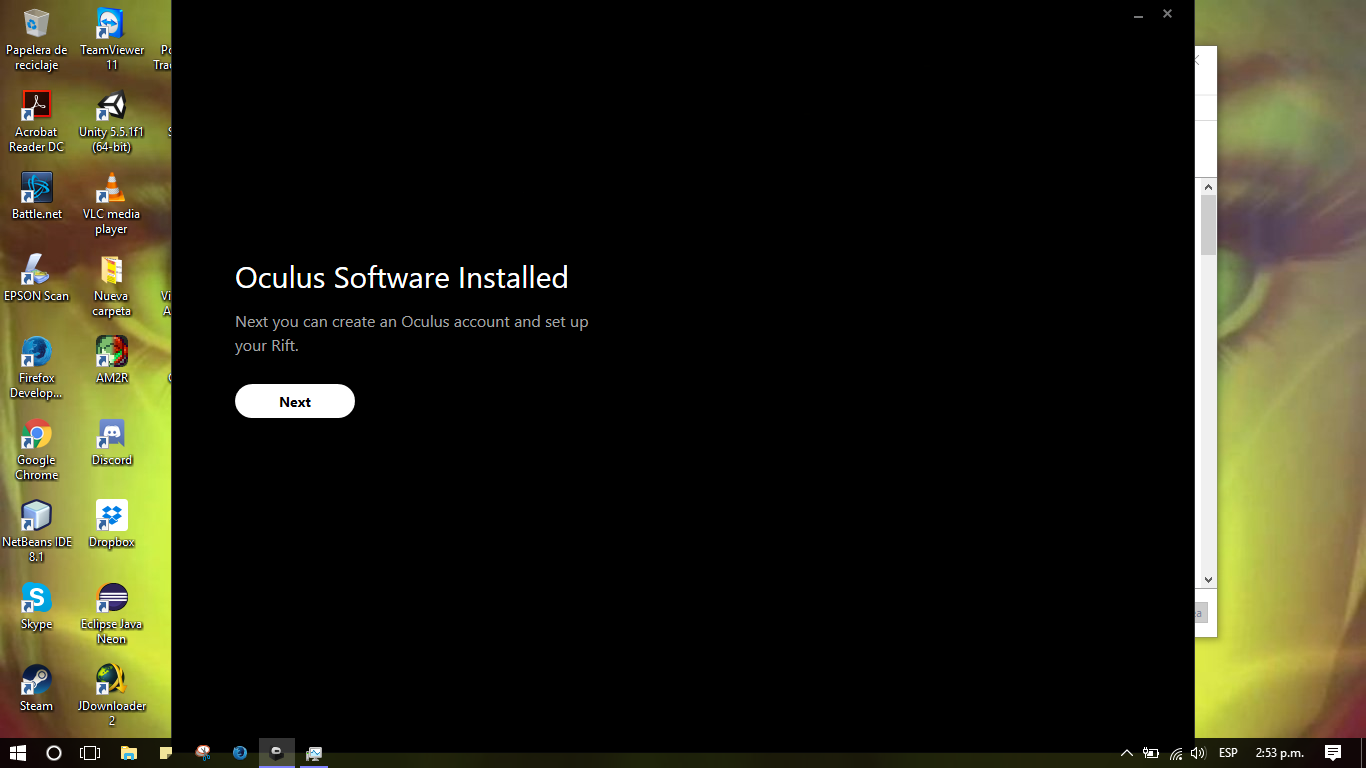 Papelera de
reciclaje
TeamViewer
11
Acrobat
Reader DC
Unity 5.5.1f1
(64-bit)
Battle.net
VLC media
player
EPSON Scan
Nueva
carpeta
Firefox
Develop...
AM2R
Google
Chrome
Discord
NetBeans IDE
8.1
Dropbox
Skype
Eclipse Java
Neon
Steam
JDownloader
2
Oculus Software Installed
Next you can create an Oculus account and set up
your Rift.
Next
ESP
2:53 p.m.